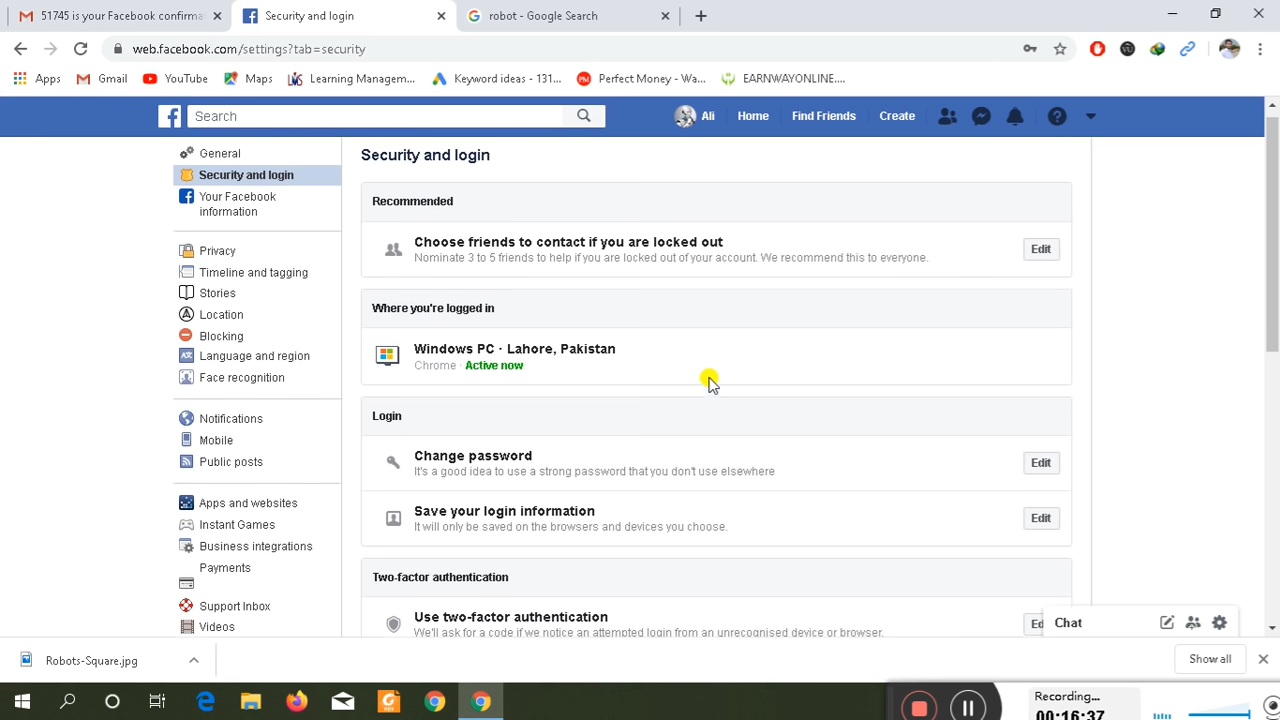 51745 is your Facebook confirma
Security and login
robot - Google Search
web.facebook.com/settings?tab=security
Apps
Gmail
YouTube
Maps
Learning Managem...
Keyword ideas - 131...
Perfect Money - Wa...
EARNWAYONLINE....
Search
Ali
Home
Find Friends
Create
General
Security and login
Your Facebook
information
Privacy
Timeline and tagging
Stories
Location
Blocking
Language and region
Face recognition
Notifications
Mobile
Public posts
Apps and websites
Instant Games
Business integrations
Payments
Support Inbox
Videos
Security and login
Recommended
Choose friends to contact if you are locked out
Nominate 3 to 5 friends to help if you are locked out of your account. We recommend this to everyone.
Edit
Where you're logged in
Windows PC · Lahore, Pakistan
Chrome · Active now
Login
Change password
It's a good idea to use a strong password that you don't use elsewhere
Edit
Save your login information
It will only be saved on the browsers and devices you choose.
Edit
Two-factor authentication
Use two-factor authentication
We'll ask for a code if we notice an attempted login from an unrecognised device or browser.
Ed
Chat
Robots-Square.jpg
Show all
Recording...
00:16:37